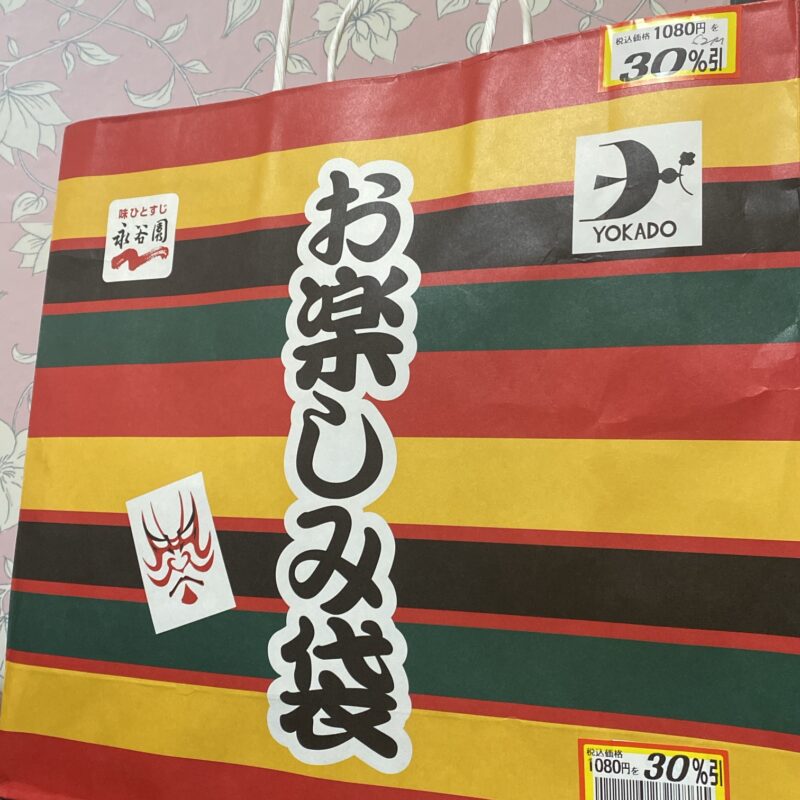 税込価格 1080円を
30%引
味ひとすじ
永谷園
YOKADO
お楽しみ袋
税込価格
1080円を 30%引